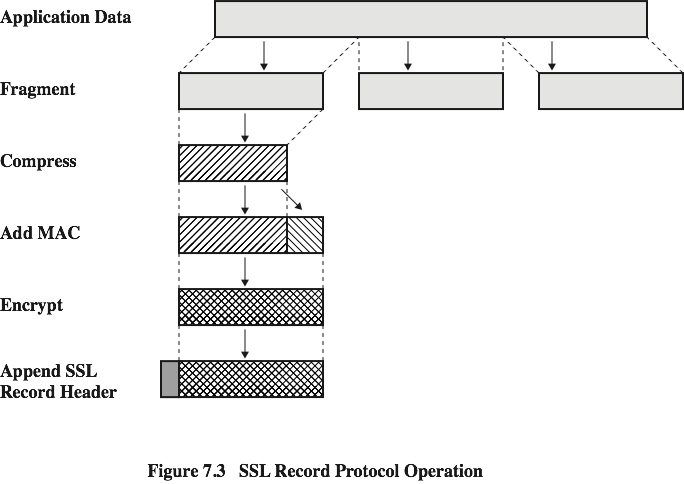 Application Data
Fragment
Compress
Add MAC
Encrypt
Append SSL
Record Header
Figure 7.3 SSL Record Protocol Operation